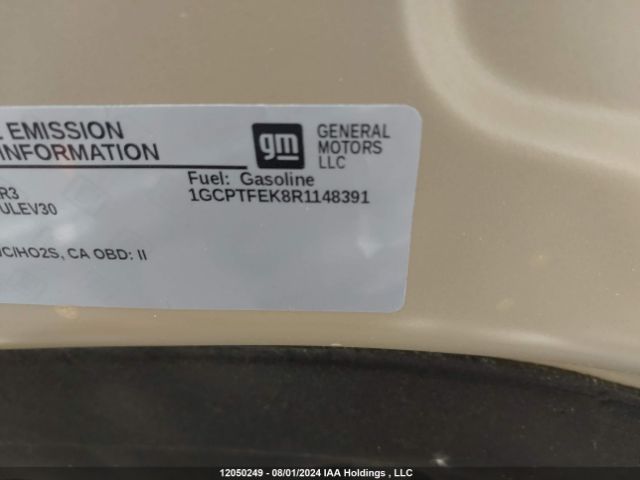 L EMISSION
INFORMATION
gm
GENERAL
MOTORS
LLC
Fuel: Gasoline
1GCPTFEK8R1148391
R3
ULEV30
/HO2S, CA OBD: II
12050249 - 08/01/2024 IAA Holdings , LLC